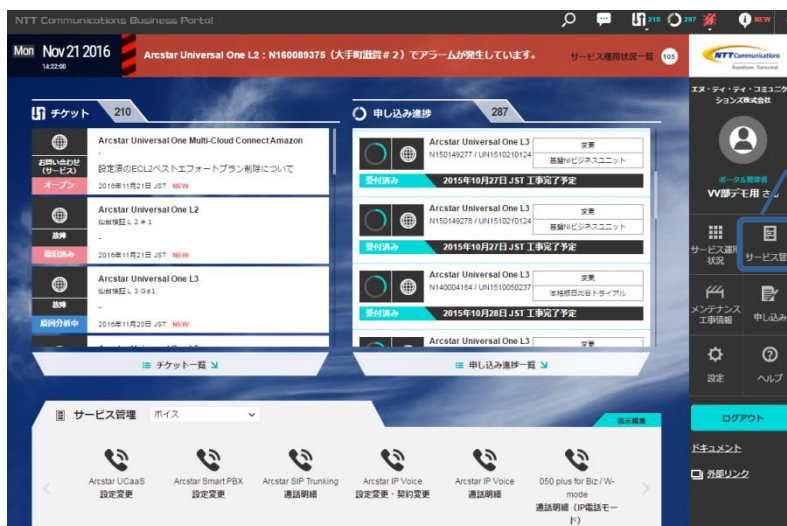 NTT Communications Business Portal
210
287
NEW
Mon Nov 21 2016
14:22:00
Arcstar Universal One L2：N160089375（大手町滋賀＃２）でアラームが発生しています。
サービス運用状況一覧 105
NTT Communications
Transform. Transcend.
エヌ・ティ・ティ・コミュニケ
ションズ株式会社
ポータル管理者
VV部デモ用 さん
サービス運用
状況
サービス管
メンテナンス
工事情報
申し込み
設定
ヘルプ
ログアウト
ドキュメント
外部リンク
チケット 210
お問い合わせ
(サービス)
オープン
Arcstar Universal One Multi-Cloud ConnectAmazon
-
設定済のECL2ベストエフォートプラン削除について
2016年11月21日 JST NEW
故障
復旧済み
Arcstar Universal One L2
仙台検証Ｌ２＃１
-
2016年11月21日 JST NEW
故障
原因分析中
Arcstar Universal One L3
仙台検証Ｌ３G#1
-
2016年11月20日 JST NEW
チケット一覧
申し込み進捗 287
Arcstar Universal One L3
N150149277 / UN1510210124
変更
基盤NIビジネスユニット
受付済み
2015年10月27日 JST 工事完了予定
Arcstar Universal One L3
N150149278 / UN1510210124
変更
基盤NIビジネスユニット
受付済み
2015年10月27日 JST 工事完了予定
Arcstar Universal One L3
N140004184 / UN1510050237
変更
本格版日比谷トライアル
受付済み
2015年10月28日 JST 工事完了予定
Arcstar Universal One L3
変更
申し込み進捗一覧
サービス管理 ボイス
表示編集
Arcstar UCaaS
設定変更
Arcstar Smart PBX
設定変更
Arcstar SIP Trunking
通話明細
Arcstar IP Voice
設定変更・契約変更
Arcstar IP Voice
通話明細
050 plus for Biz / W-
mode
通話明細（IP電話モー
ド）